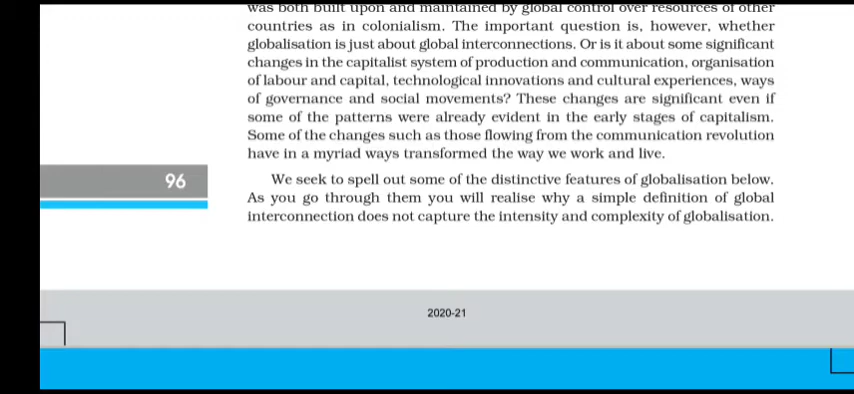 was both built upon and maintained by global control over resources of other
countries as in colonialism. The important question is, however, whether
globalisation is just about global interconnections. Or is it about some significant
changes in the capitalist system of production and communication, organisation
of labour and capital, technological innovations and cultural experiences, ways
of governance and social movements? These changes are significant even if
some of the patterns were already evident in the early stages of capitalism.
Some of the changes such as those flowing from the communication revolution
have in a myriad ways transformed the way we work and live.
96
We seek to spell out some of the distinctive features of globalisation below.
As you go through them you will realise why a simple definition of global
interconnection does not capture the intensity and complexity of globalisation.
2020-21